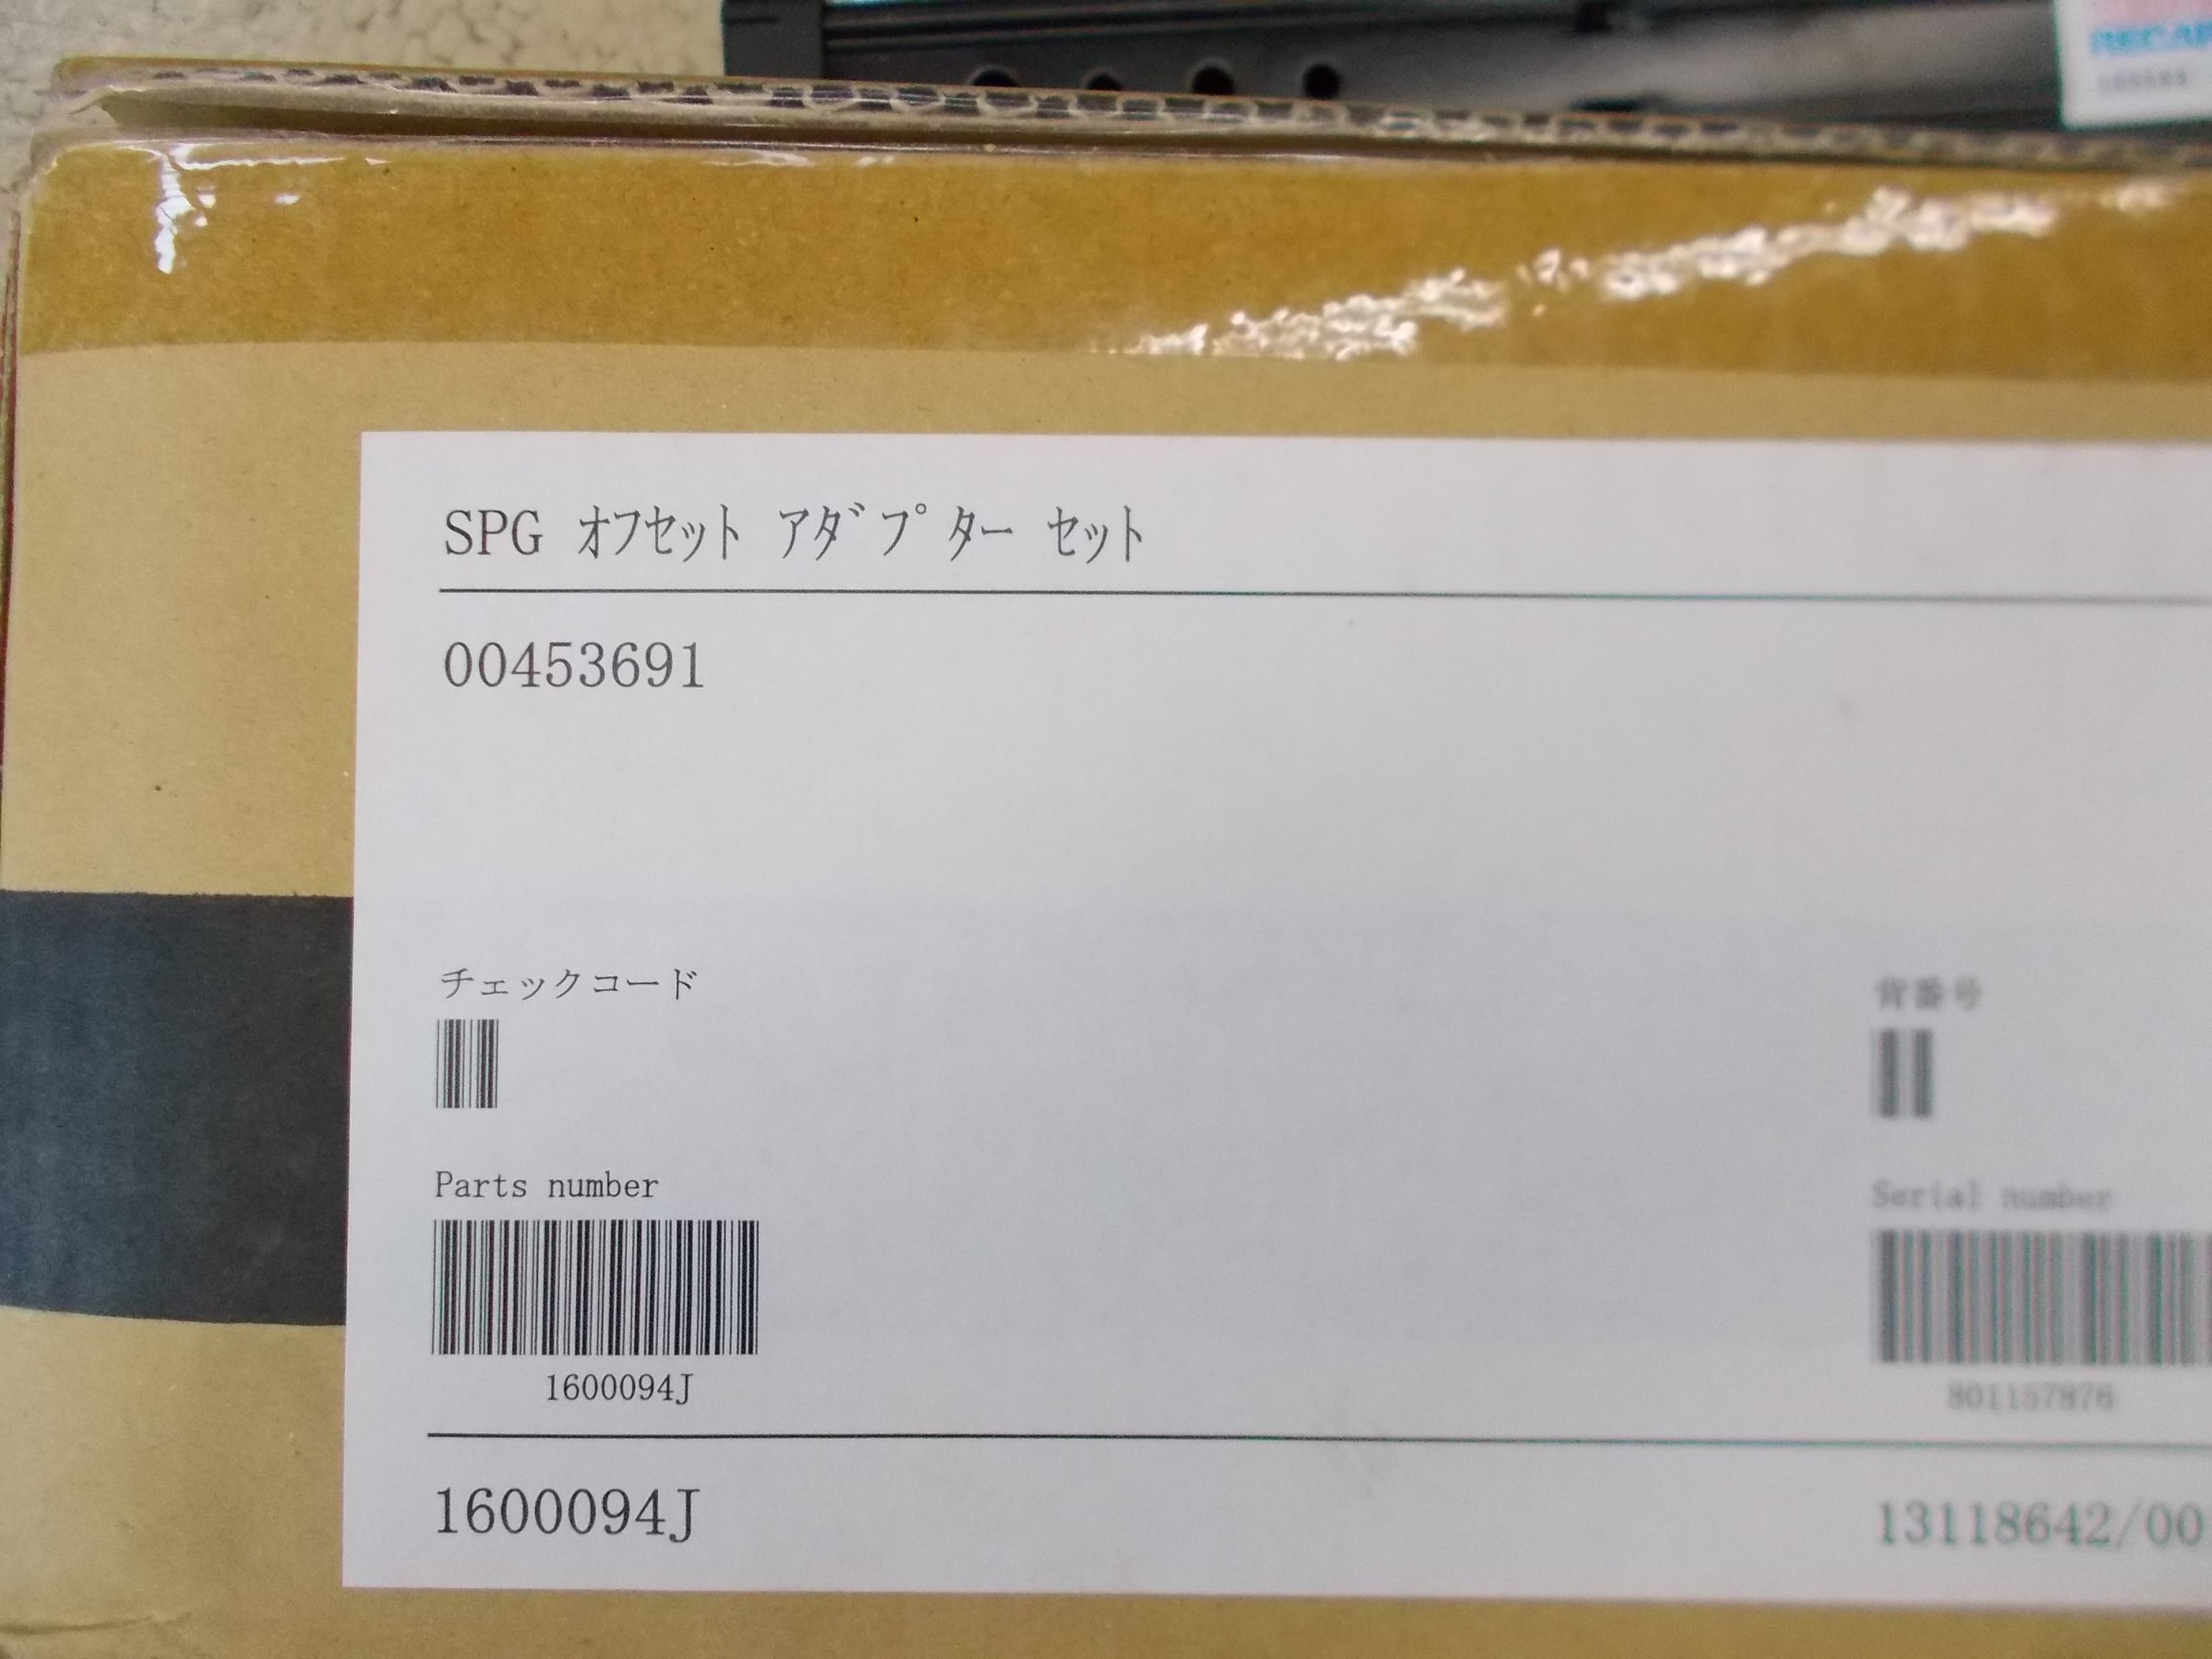 SPG ｵﾌｾｯﾄ ｱﾀﾞﾌﾟﾀｰ ｾｯﾄ
00453691
チェックコード
背番号
Parts number
Serial number
1600094J
801157876
1600094J
13118642/00